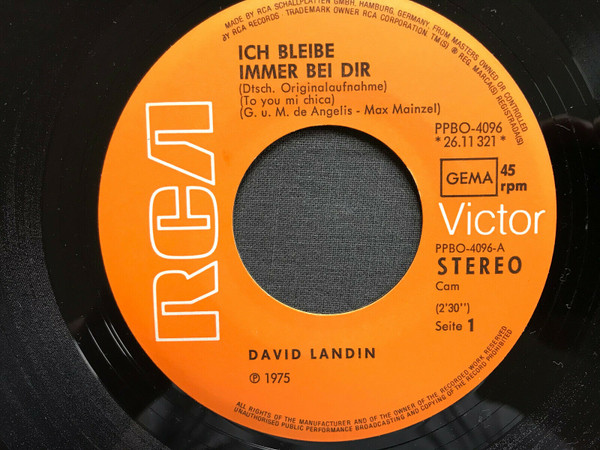 MADE BY RCA SCHALLPLATTEN GMBH, HAMBURG, GERMANY, FROM MASTERS OWNED OR CONTROLLED
BY RCA RECORDS TRADEMARK OWNER RCA CORPORATION TM(S) ® REG. MARCA(S) REGISTRADA(S)
ICH BLEIBE
IMMER BEI DIR
(Dtsch. Originalaufnahme)
(To you mi chica)
(G. u. M. de Angelis - Max Mainzel)
RCA
PPBO-4096
*26.11321*
GEMA
45
rpm
Victor
PPBO-4096-A
STEREO
Cam
(2'30'')
Seite 1
DAVID LANDIN
℗ 1975
ALL RIGHTS OF THE MANUFACTURER AND OF THE OWNER OF THE RECORDED WORK RESERVED
UNAUTHORISED PUBLIC PERFORMANCE BROADCASTING AND COPYING OF THE RECORD PROHIBITED